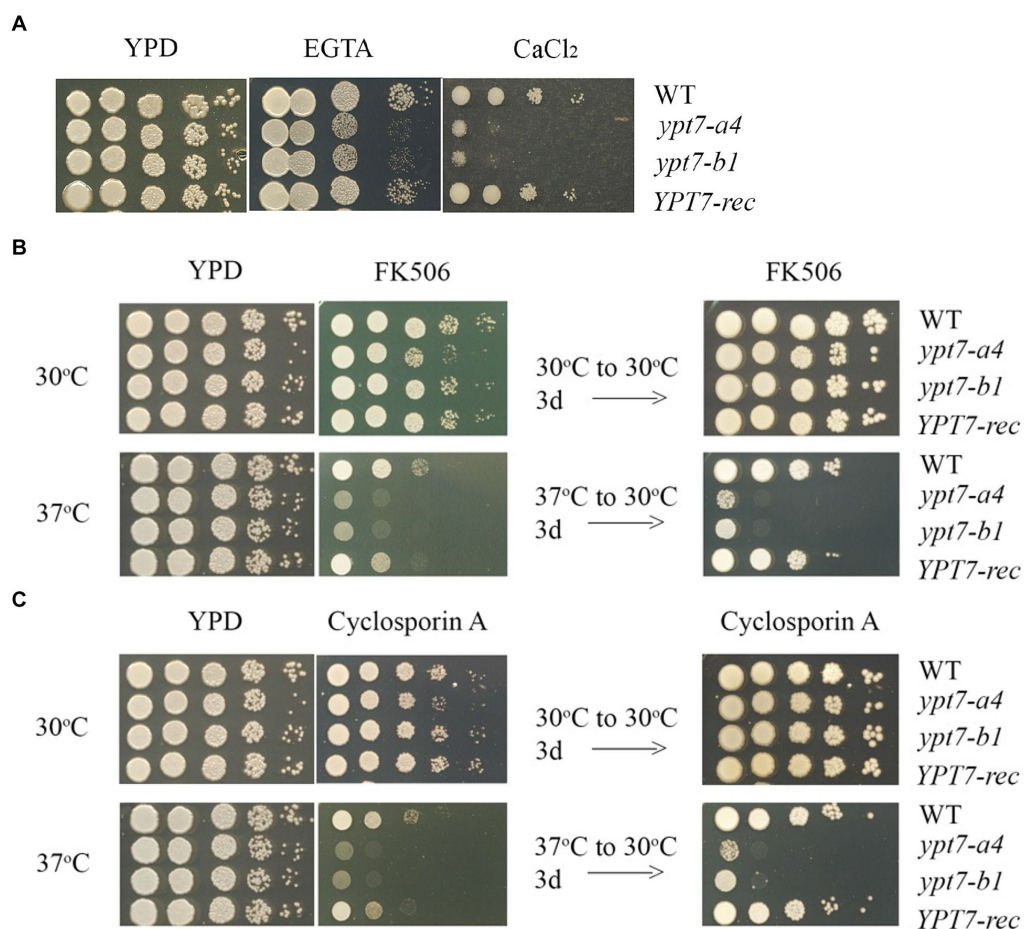 A
YPD EGTA CaCl₂
WT
ypt7-a4
ypt7-b1
YPT7-rec
B
YPD FK506 FK506
30°C
30°C to 30°C
3d
WT
ypt7-a4
ypt7-b1
YPT7-rec
37°C
37°C to 30°C
3d
WT
ypt7-a4
ypt7-b1
YPT7-rec
C
YPD Cyclosporin A Cyclosporin A
30°C
30°C to 30°C
3d
WT
ypt7-a4
ypt7-b1
YPT7-rec
37°C
37°C to 30°C
3d
WT
ypt7-a4
ypt7-b1
YPT7-rec